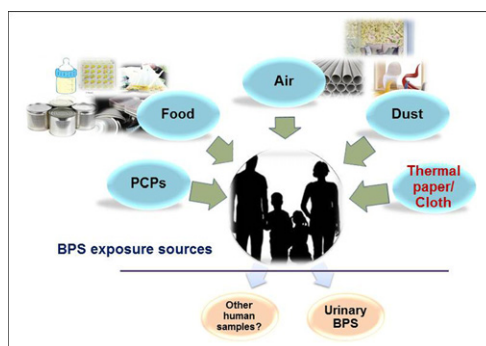 Air
Food
Dust
PCPs
Thermal
paper/
Cloth
BPS exposure sources
Other
human
samples?
Urinary
BPS